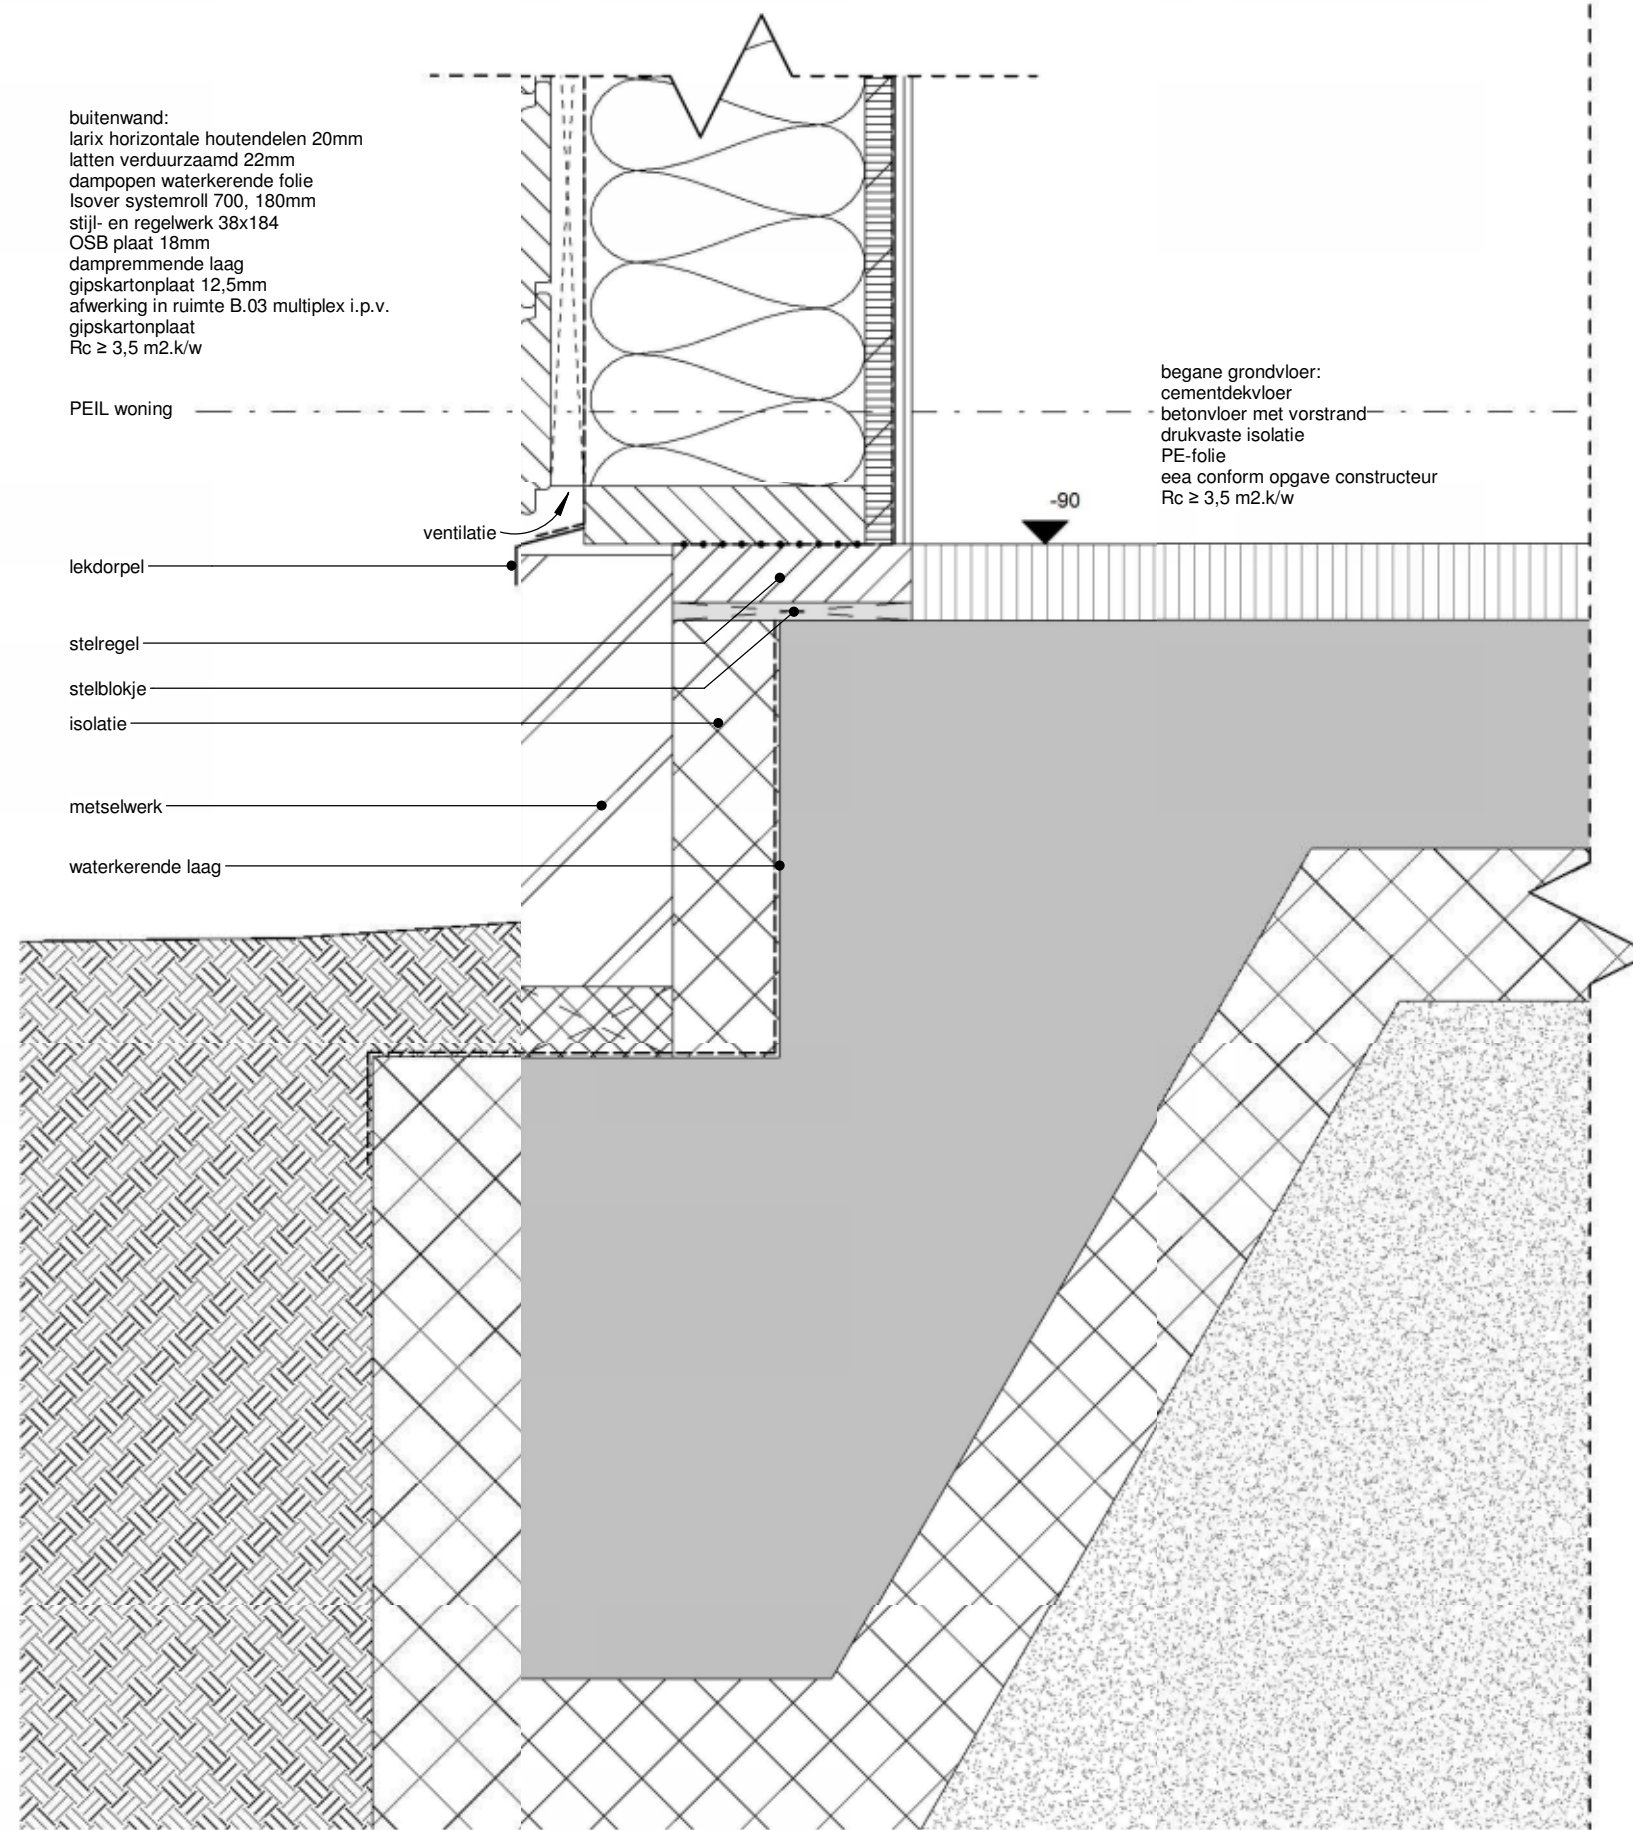 buitenwand:
larix horizontale houtendelen 20mm
latten verduurzaamd 22mm
dampopen waterkerende folie
Isover systemroll 700, 180mm
stijl- en regelwerk 38x184
OSB plaat 18mm
dampremmende laag
gipskartonplaat 12,5mm
afwerking in ruimte B.03 multiplex i.p.v.
gipskartonplaat
Rc ≥ 3,5 m2.k/w
PEIL woning
begane grondvloer:
cementdekvloer
betonvloer met vorstrand
drukvaste isolatie
PE-folie
eea conform opgave constructeur
Rc ≥ 3,5 m2.k/w
-90
ventilatie
lekdorpel
stelregel
stelblokje
isolatie
metselwerk
waterkerende laag